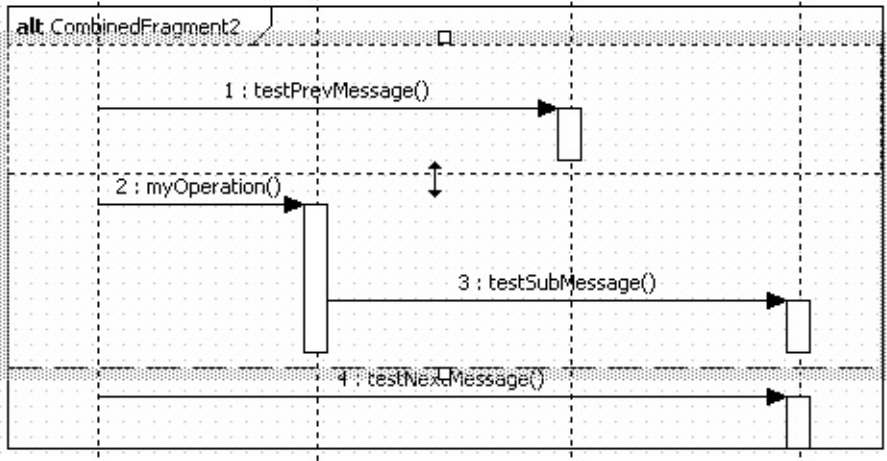 alt CombinedFragment2
1 : testPrevMessage()
2 : myOperation()
3 : testSubMessage()
4 : testNextMessage()